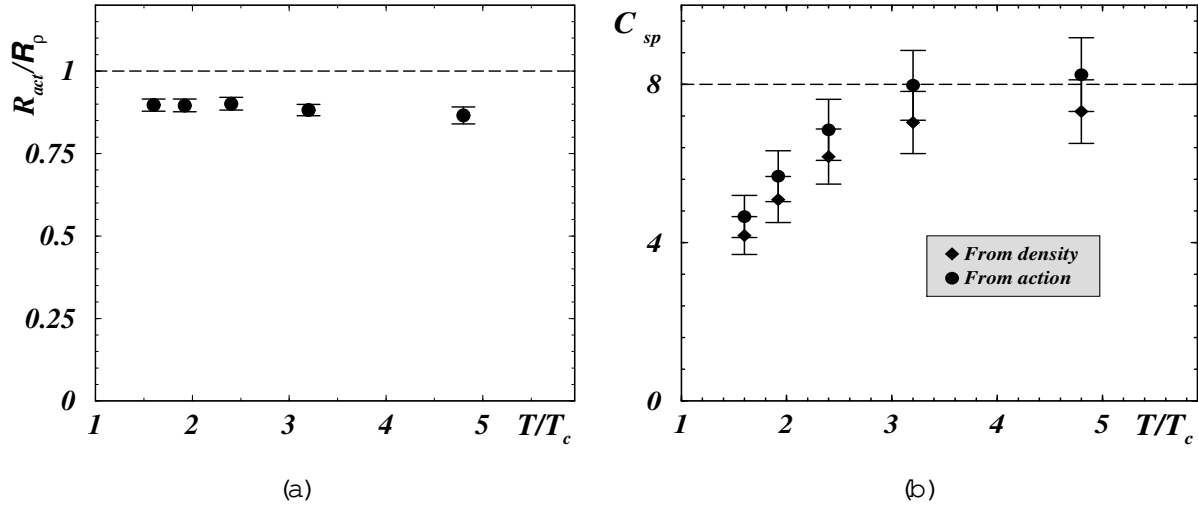 R_act/R_ρ
1
0.75
0.5
0.25
0
1 2 3 4 5 T/T_c
(a)
C_sp
8
4
0
From density
From action
1 2 3 4 5 T/T_c
(b)